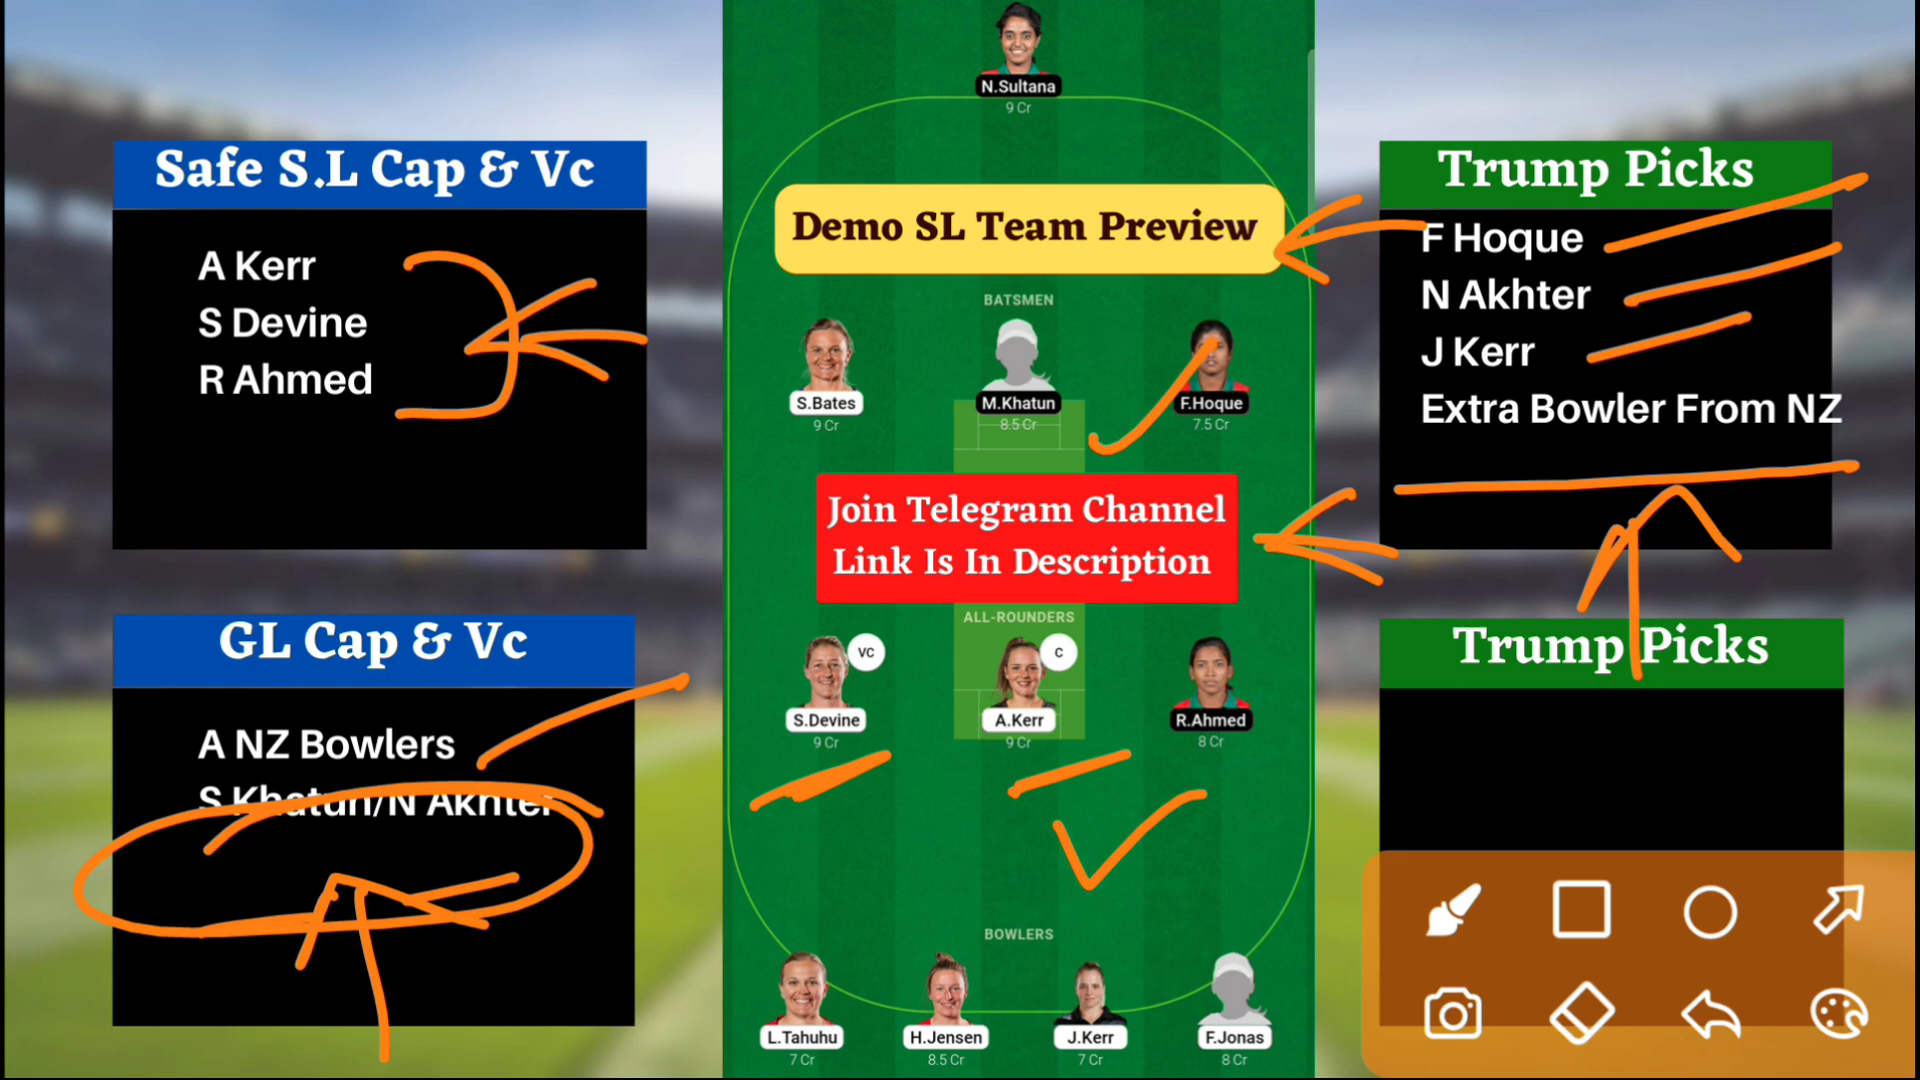 Safe S.L Cap & Vc
A Kerr
S Devine
R Ahmed
GL Cap & Vc
A NZ Bowlers
S Khatun/N Akhter
N.Sultana
9 Cr
Demo SL Team Preview
BATSMEN
S.Bates
9 Cr
M.Khatun
8.5 Cr
F.Hoque
7.5 Cr
Join Telegram Channel
Link Is In Description
ALL-ROUNDERS
VC
S.Devine
9 Cr
C
A.Kerr
9 Cr
R.Ahmed
8 Cr
BOWLERS
L.Tahuhu
7 Cr
H.Jensen
8.5 Cr
J.Kerr
7 Cr
F.Jonas
8 Cr
Trump Picks
F Hoque
N Akhter
J Kerr
Extra Bowler From NZ
Trump Picks